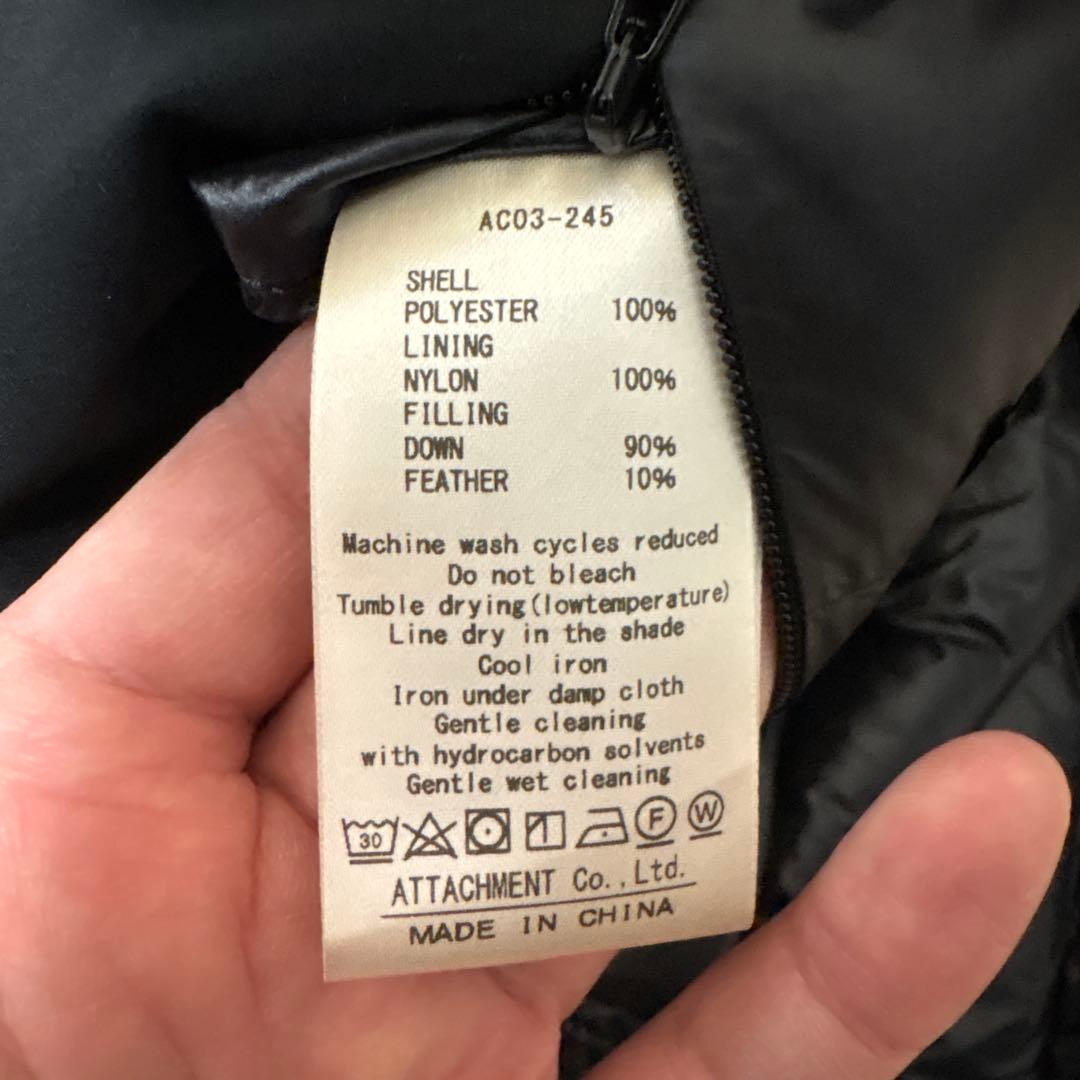 AC03-245
SHELL
POLYESTER 100%
LINING
NYLON 100%
FILLING
DOWN 90%
FEATHER 10%
Machine wash cycles reduced
Do not bleach
Tumble drying(lowtemperature)
Line dry in the shade
Cool iron
Iron under damp cloth
Gentle cleaning
with hydrocarbon solvents
Gentle wet cleaning
30 F W
ATTACHMENT Co.,Ltd.
MADE IN CHINA